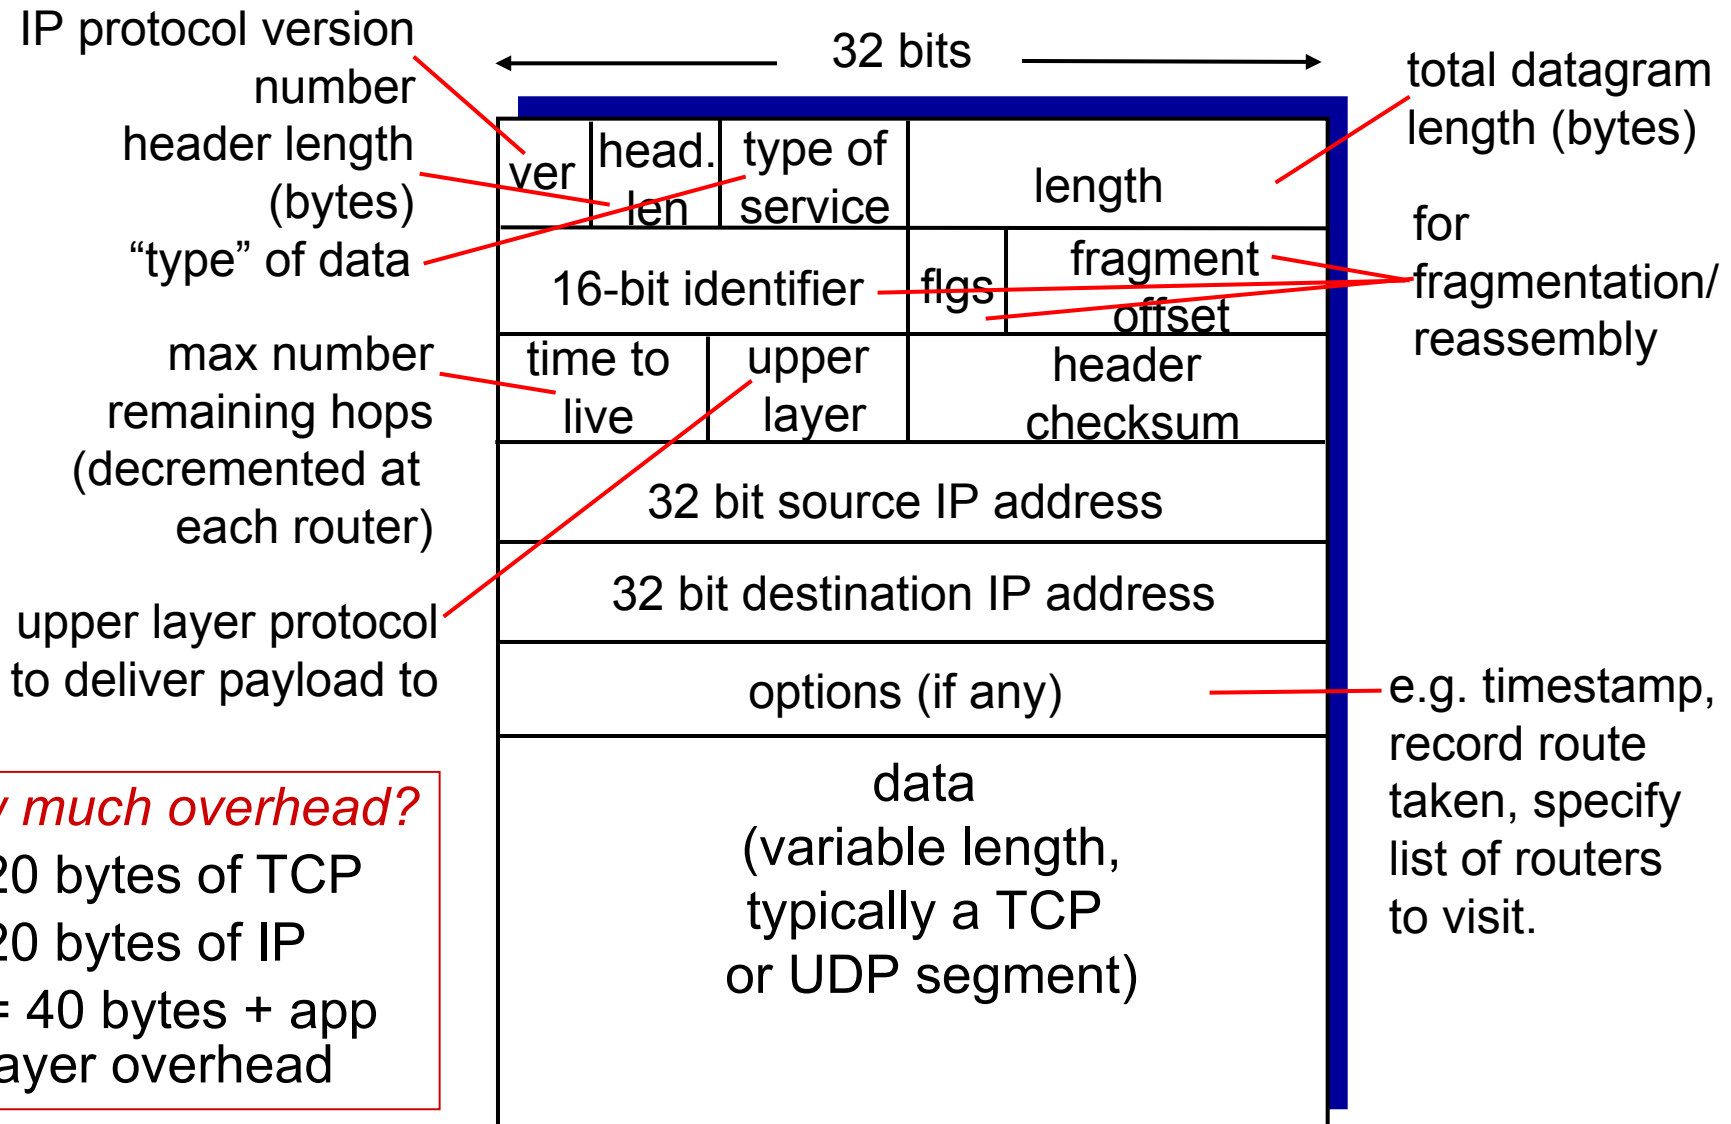 IP protocol version
number
header length
(bytes)
“type” of data
max number
remaining hops
(decremented at
each router)
upper layer protocol
to deliver payload to
much overhead?
20 bytes of TCP
20 bytes of IP
= 40 bytes + app
layer overhead
32 bits
ver
head.
len
type of
service
length
16-bit identifier
flgs
fragment
offset
time to
live
upper
layer
header
checksum
32 bit source IP address
32 bit destination IP address
options (if any)
data
(variable length,
typically a TCP
or UDP segment)
total datagram
length (bytes)
for
fragmentation/
reassembly
e.g. timestamp,
record route
taken, specify
list of routers
to visit.